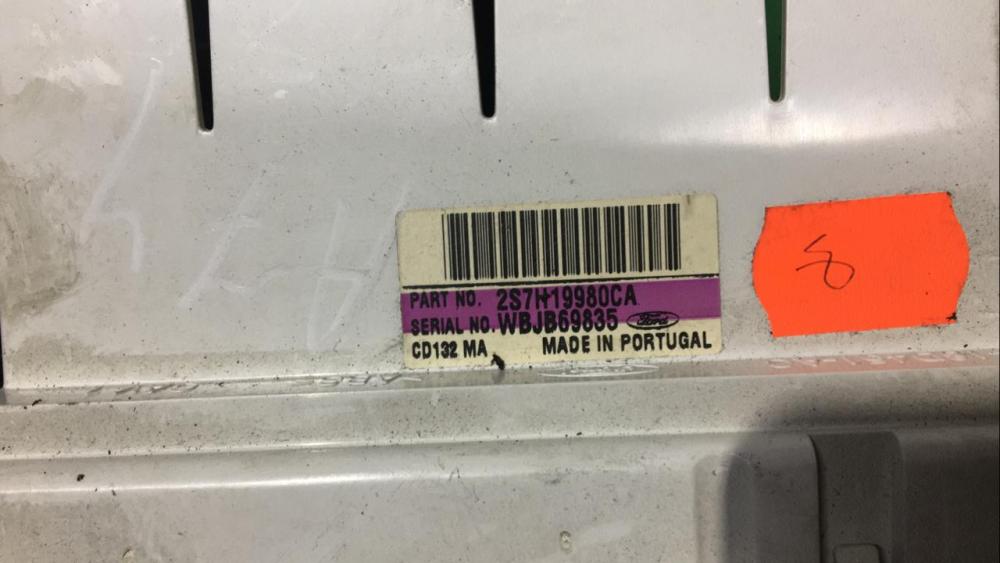 PART NO. 2S7H19980CA
SERIAL NO. WBJB69835 Ford
CD132 MA MADE IN PORTUGAL
8